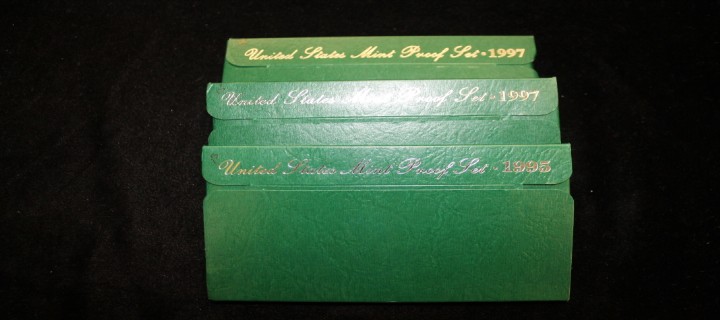 United States Mint Proof Set - 1997
United States Mint Proof Set - 1997
United States Mint Proof Set - 1995